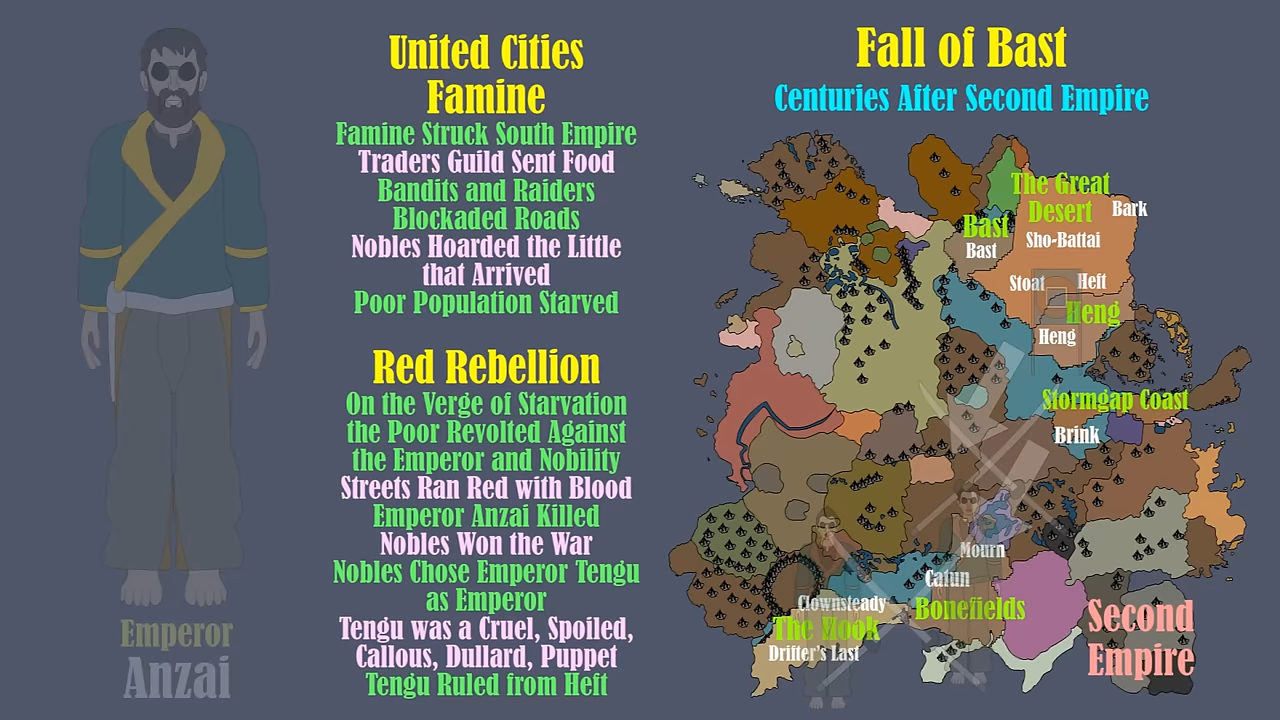 United Cities
Famine
Famine Struck South Empire
Traders Guild Sent Food
Bandits and Raiders
Blockaded Roads
Nobles Hoarded the Little
that Arrived
Poor Population Starved
Red Rebellion
On the Verge of Starvation
the Poor Revolted Against
the Emperor and Nobility
Streets Ran Red with Blood
Emperor Anzai Killed
Nobles Won the War
Nobles Chose Emperor Tengu
as Emperor
Tengu was a Cruel, Spoiled,
Callous, Dullard, Puppet
Tengu Ruled from Heft
Emperor
Anzai
Fall of Bast
Centuries After Second Empire
The Great
Desert
Bark
Bast
Bast
Sho-Battai
Stoat
Heft
Heng
Heng
Stormgap Coast
Brink
Mourn
Catun
Clownsteady
Bonefields
The Hook
Drifter's Last
Second
Empire